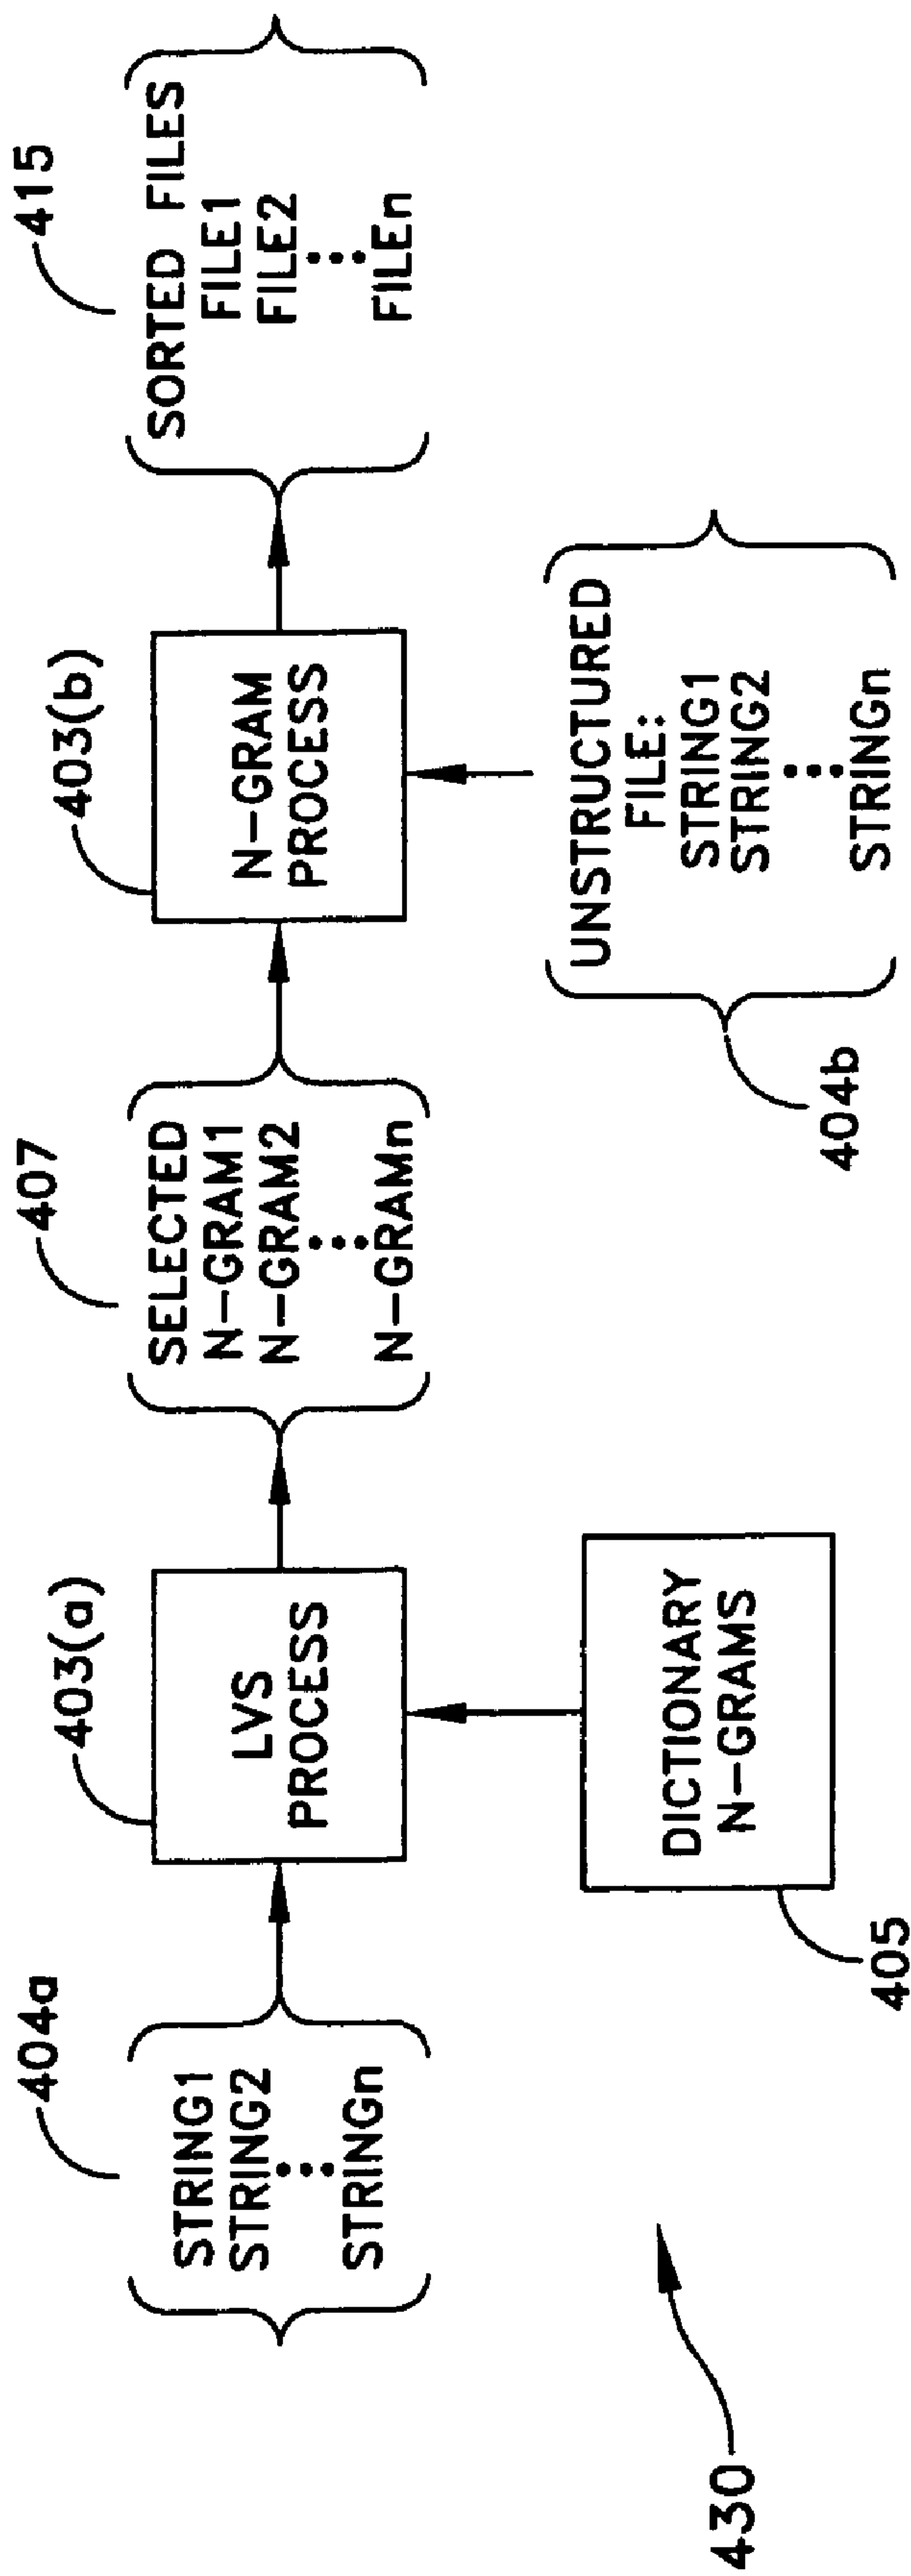 404a
STRING1
STRING2
STRINGn
403(a)
LVS
PROCESS
DICTIONARY
N-GRAMS
405
407
SELECTED
N-GRAM1
N-GRAM2
N-GRAMn
403(b)
N-GRAM
PROCESS
UNSTRUCTURED
FILE:
STRING1
STRING2
STRINGn
404b
415
SORTED FILES
FILE1
FILE2
FILEn
430